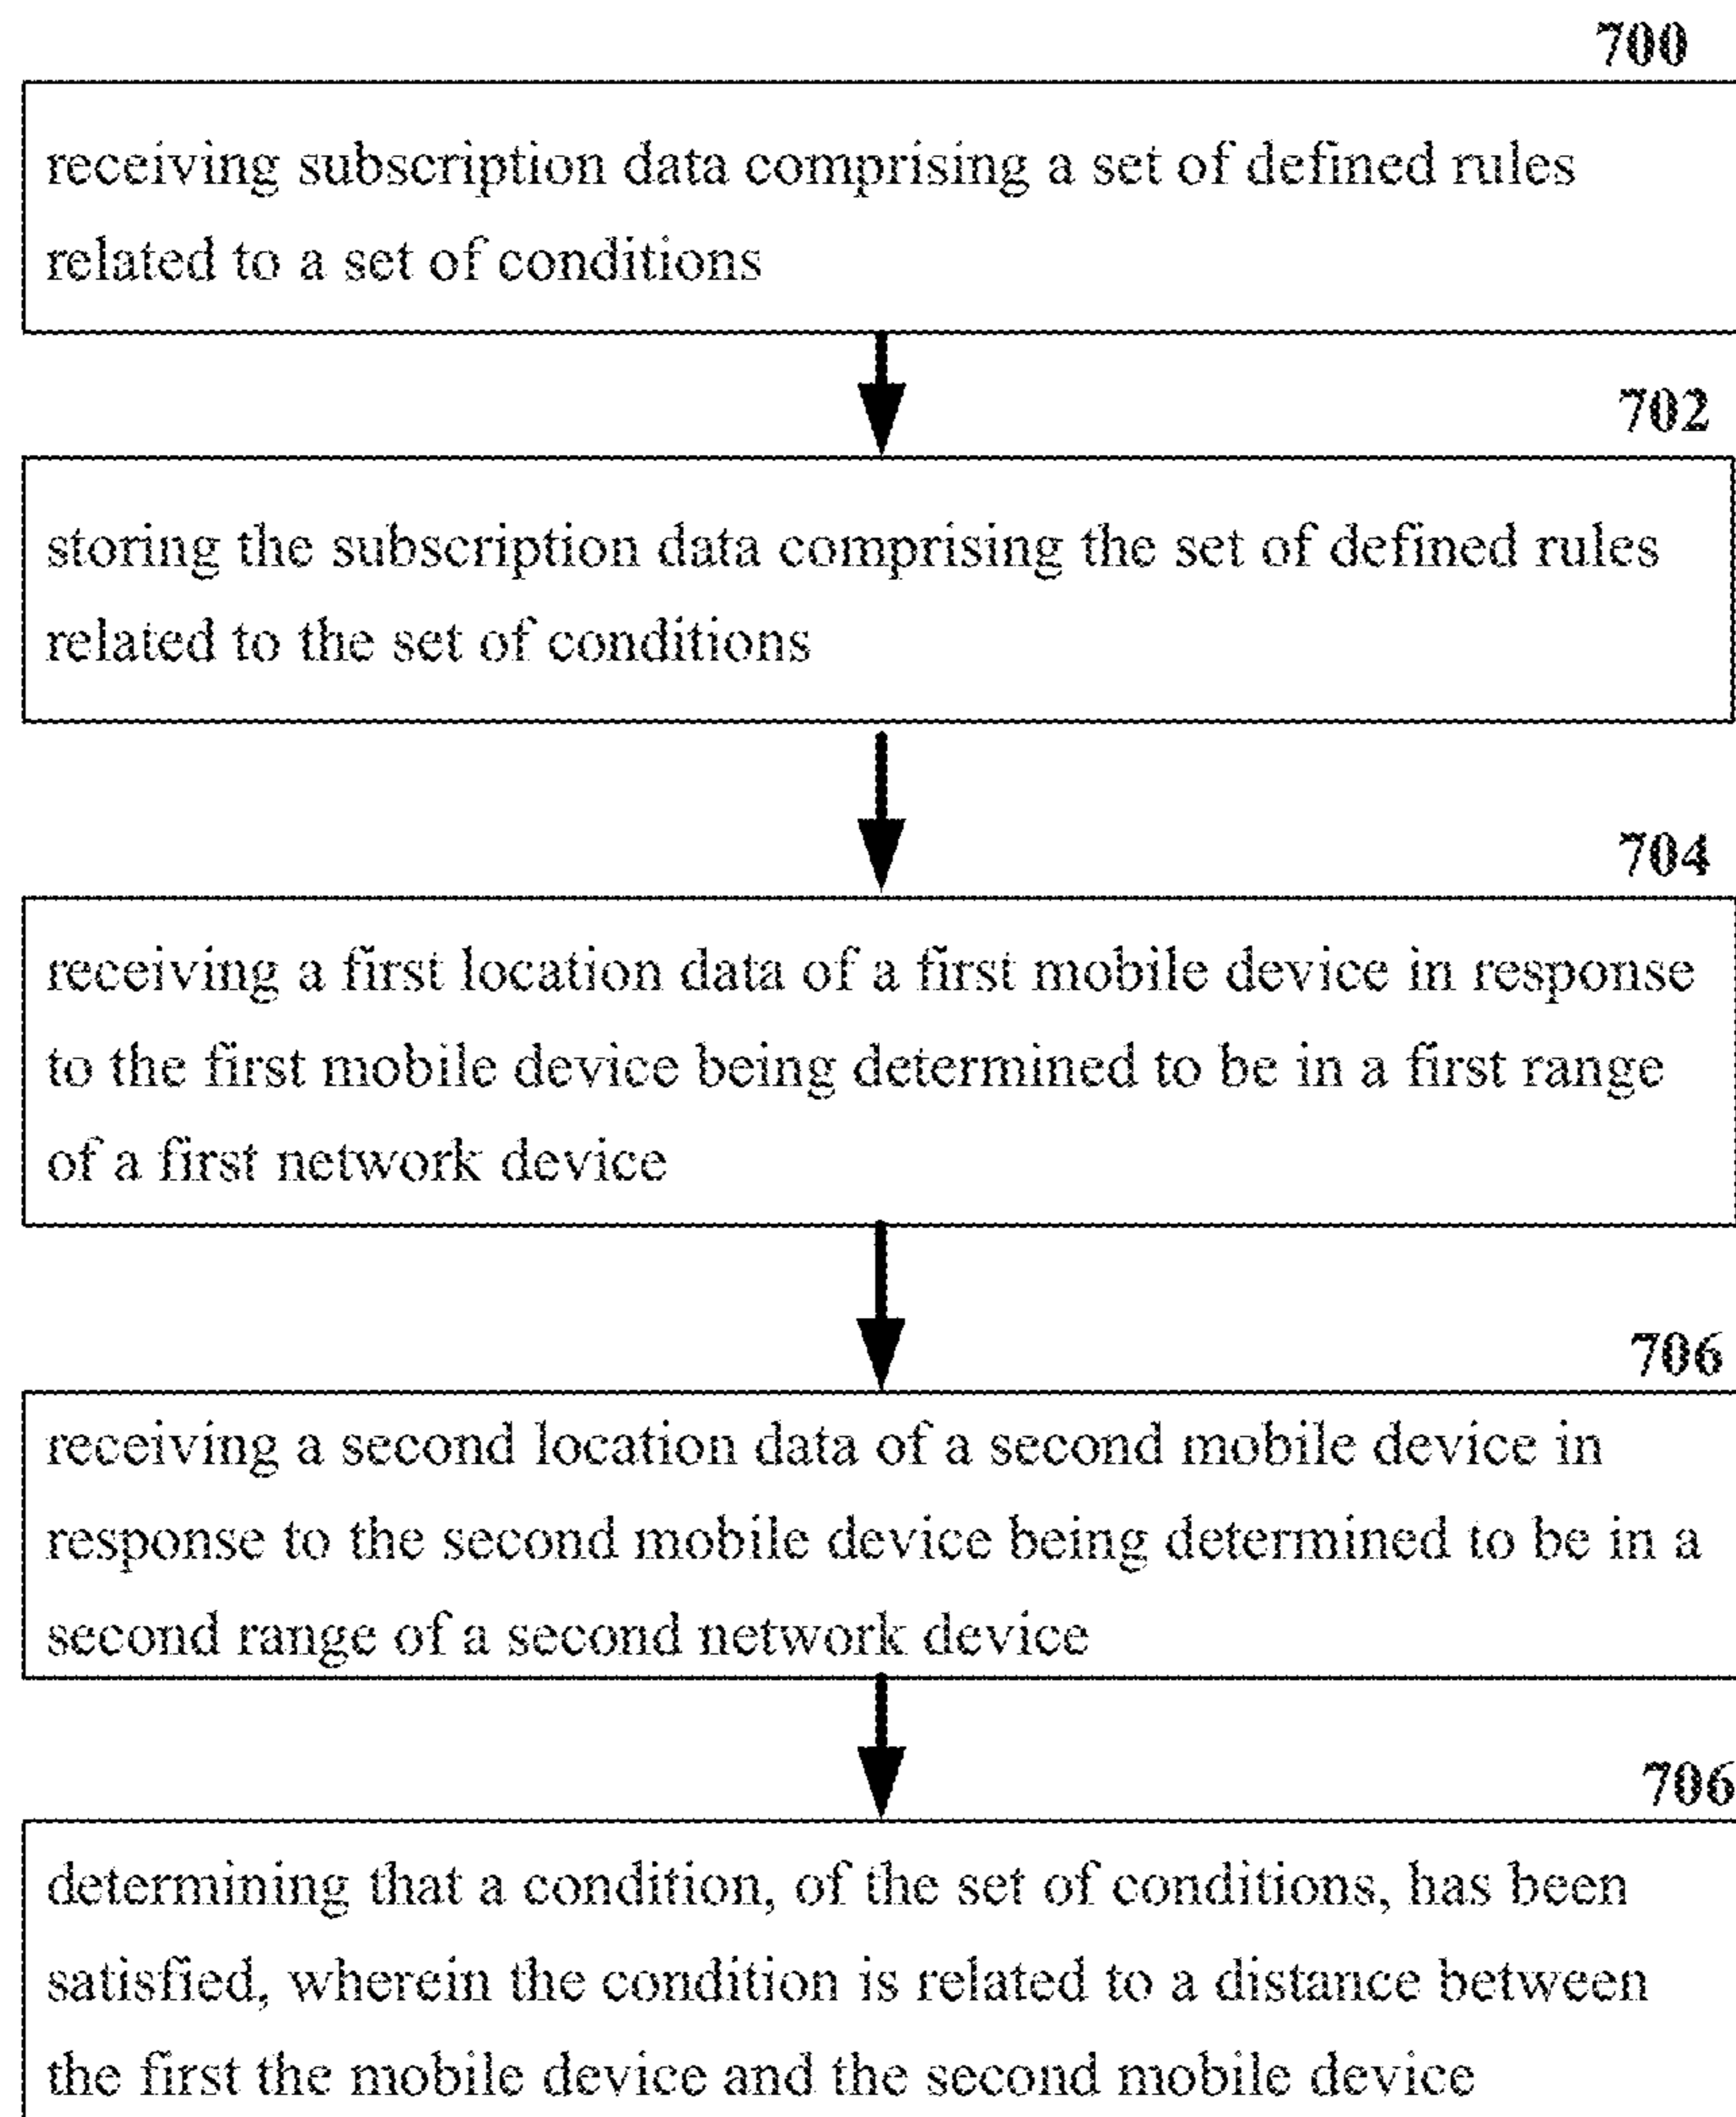 700
receiving subscription data comprising a set of defined rules
related to a set of conditions
702
storing the subscription data comprising the set of defined rules
related to the set of conditions
704
receiving a first location data of a first mobile device in response
to the first mobile device being determined to be in a first range
of a first network device
706
receiving a second location data of a second mobile device in
response to the second mobile device being determined to be in a
second range of a second network device
706
determining that a condition, of the set of conditions, has been
satisfied, wherein the condition is related to a distance between
the first the mobile device and the second mobile device